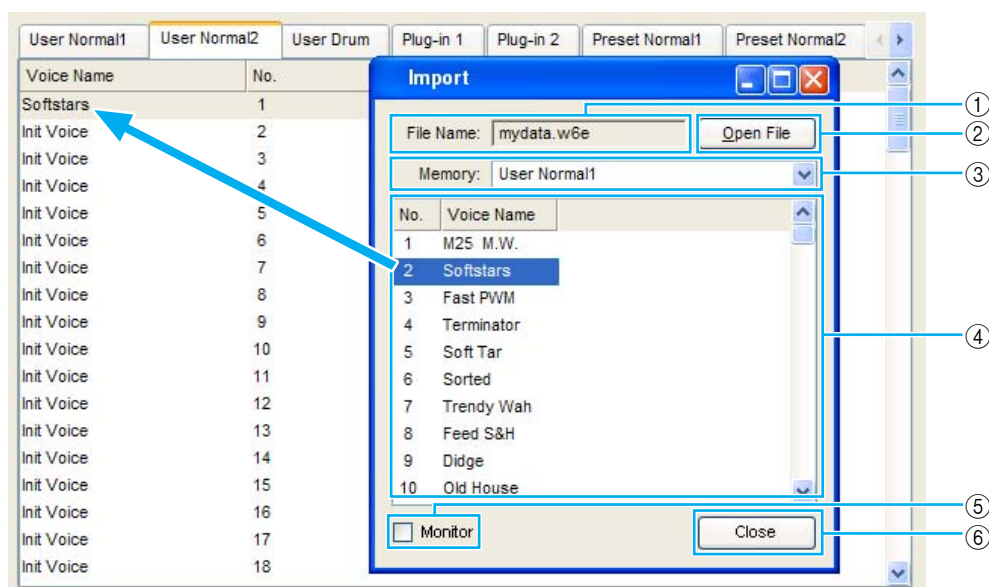 User Normal1 User Normal2 User Drum Plug-in 1 Plug-in 2 Preset Normal1 Preset Normal2
Voice Name No.
Softstars 1
Init Voice 2
Init Voice 3
Init Voice 4
Init Voice 5
Init Voice 6
Init Voice 7
Init Voice 8
Init Voice 9
Init Voice 10
Init Voice 11
Init Voice 12
Init Voice 13
Init Voice 14
Init Voice 15
Init Voice 16
Init Voice 17
Init Voice 18
Import
File Name: mydata.w6e Open File
Memory: User Normal1
No. Voice Name
1 M25 M.W.
2 Softstars
3 Fast PWM
4 Terminator
5 Soft Tar
6 Sorted
7 Trendy Wah
8 Feed S&H
9 Didge
10 Old House
Monitor Close
①
②
③
④
⑤
⑥